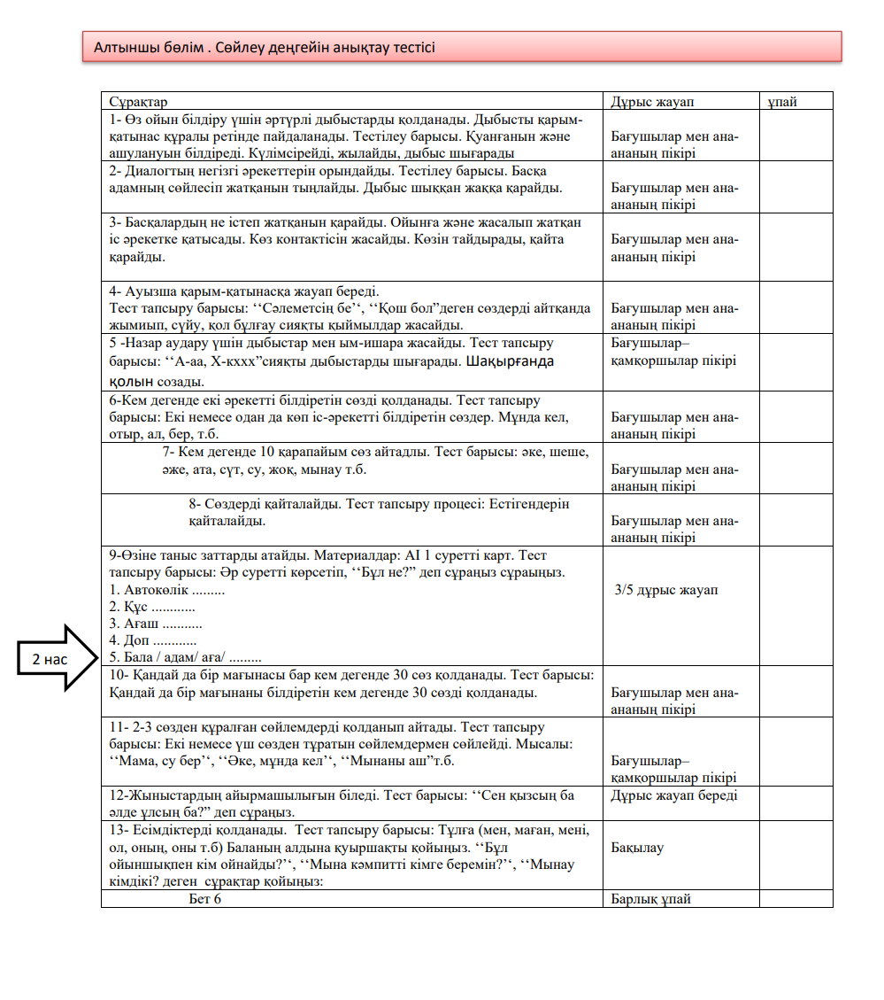 Алтыншы бөлім . Сөйлеу деңгейін анықтау тестісі
Сұрақтар
Дұрыс жауап
ұпай
1- Өз ойын білдіру үшін әртүрлі дыбыстарды қолданады. Дыбысты қарым-
қатынас құралы ретінде пайдаланады. Тестілеу барысы. Қуанғанын және
ашулануын білдіреді. Күлімсірейді, жылайды, дыбыс шығарады
Бағушылар мен ана-
ананың пікірі
2- Диалогтың негізгі әрекеттерін орындайды. Тестілеу барысы. Басқа
адамның сөйлесіп жатқанын тыңлайды. Дыбыс шыққан жаққа қарайды.
Бағушылар мен ана-
ананың пікірі
3- Басқалардың не істеп жатқанын қарайды. Ойынға және жасалып жатқан
іс әрекетке қатысады. Көз контактісін жасайды. Көзін тайдырады, қайта
қарайды.
Бағушылар мен ана-
ананың пікірі
4- Ауызша қарым-қатынасқа жауап береді.
Тест тапсыру барысы: ‘‘Сәлеметсің бе’‘, ‘‘Қош бол”деген сөздерді айтқанда
жымиып, сүйу, қол бұлғау сияқты қыймылдар жасайды.
Бағушылар мен ана-
ананың пікірі
5 -Назар аудару үшін дыбыстар мен ым-ишара жасайды. Тест тапсыру
барысы: ‘‘А-аа, Х-кххх”сияқты дыбыстарды шығарады. Шақырғанда
қолын созады.
Бағушылар–
қамқоршылар пікірі
6-Кем дегенде екі әрекетті білдіретін сөзді қолданады. Тест тапсыру
барысы: Екі немесе одан да көп іс-әрекетті білдіретін сөздер. Мұнда кел,
отыр, ал, бер, т.б.
Бағушылар мен ана-
ананың пікірі
7- Кем дегенде 10 қарапайым сөз айтадлы. Тест барысы: әке, шеше,
әже, ата, сүт, су, жоқ, мынау т.б.
Бағушылар мен ана-
ананың пікірі
8- Сөздерді қайталайды. Тест тапсыру процесі: Естігендерін
қайталайды.
Бағушылар мен ана-
ананың пікірі
9-Өзіне таныс заттарды атайды. Материалдар: АI 1 суретті карт. Тест
тапсыру барысы: Әр суретті көрсетіп, ‘‘Бұл не?” деп сұраңыз сұраыңыз.
1. Автокөлік .........
2. Құс ............
3. Ағаш ...........
4. Доп ............
5. Бала / адам/ аға/ .........
3/5 дұрыс жауап
2 нас
10- Қандай да бір мағынасы бар кем дегенде 30 сөз қолданады. Тест барысы:
Қандай да бір мағынаны білдіретін кем дегенде 30 сөзді қолданады.
Бағушылар мен ана-
ананың пікірі
11- 2-3 сөзден құралған сөйлемдерді қолданып айтады. Тест тапсыру
барысы: Екі немесе үш сөзден тұратын сөйлемдермен сөйлейді. Мысалы:
‘‘Мама, су бер’‘, ‘‘Әке, мұнда кел’‘, ‘‘Мынаны аш”т.б.
Бағушылар–
қамқоршылар пікірі
12-Жыныстардың айырмашылығын біледі. Тест барысы: ‘‘Сен қызсың ба
әлде ұлсың ба?” деп сұраңыз.
Дұрыс жауап береді
13- Есімдіктерді қолданады. Тест тапсыру барысы: Тұлға (мен, маған, мені,
ол, оның, оны т.б) Баланың алдына қуыршақты қойыңыз. ‘‘Бұл
ойыншықпен кім ойнайды?’‘, ‘‘Мына кәмпитті кімге беремін?’‘, ‘‘Мынау
кімдікі? деген сұрақтар қойыңыз:
Бақылау
Бет 6
Барлық ұпай